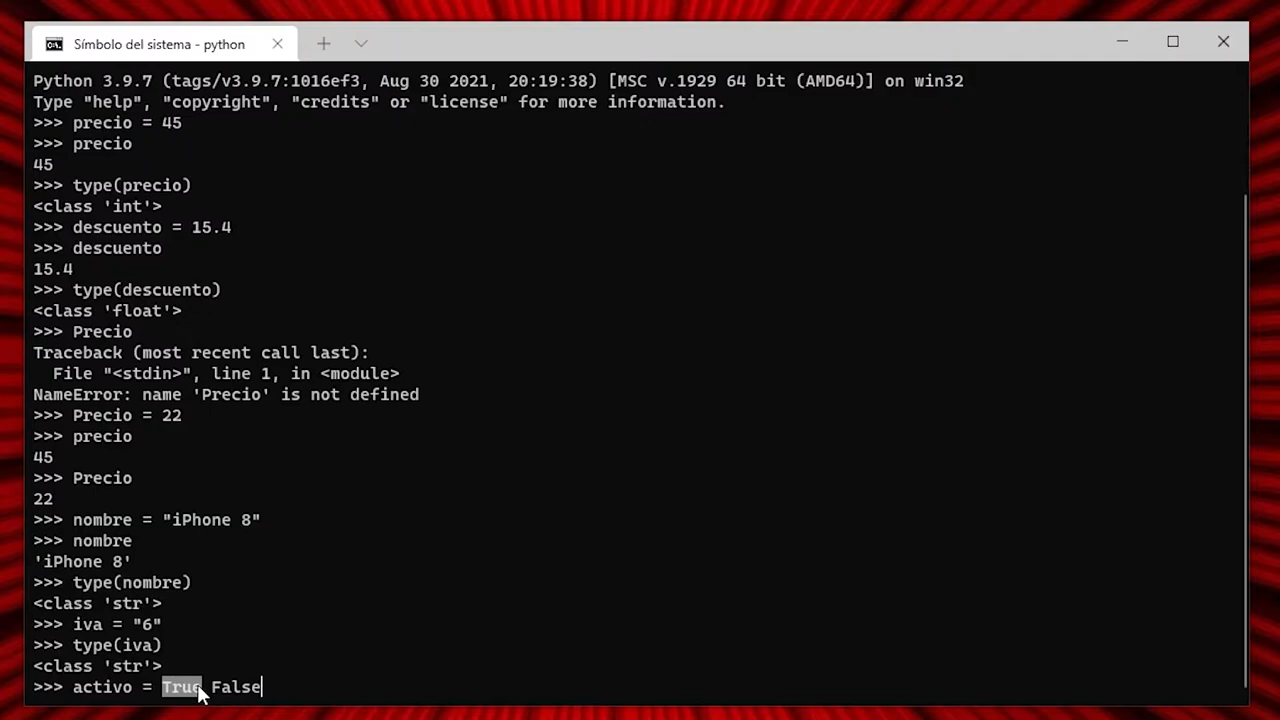 Símbolo del sistema - python
Python 3.9.7 (tags/v3.9.7:1016ef3, Aug 30 2021, 20:19:38) [MSC v.1929 64 bit (AMD64)] on win32
Type "help", "copyright", "credits" or "license" for more information.
>>> precio = 45
>>> precio
45
>>> type(precio)
<class 'int'>
>>> descuento = 15.4
>>> descuento
15.4
>>> type(descuento)
<class 'float'>
>>> Precio
Traceback (most recent call last):
  File "<stdin>", line 1, in <module>
NameError: name 'Precio' is not defined
>>> Precio = 22
>>> precio
45
>>> Precio
22
>>> nombre = "iPhone 8"
>>> nombre
'iPhone 8'
>>> type(nombre)
<class 'str'>
>>> iva = "6"
>>> type(iva)
<class 'str'>
>>> activo = True False